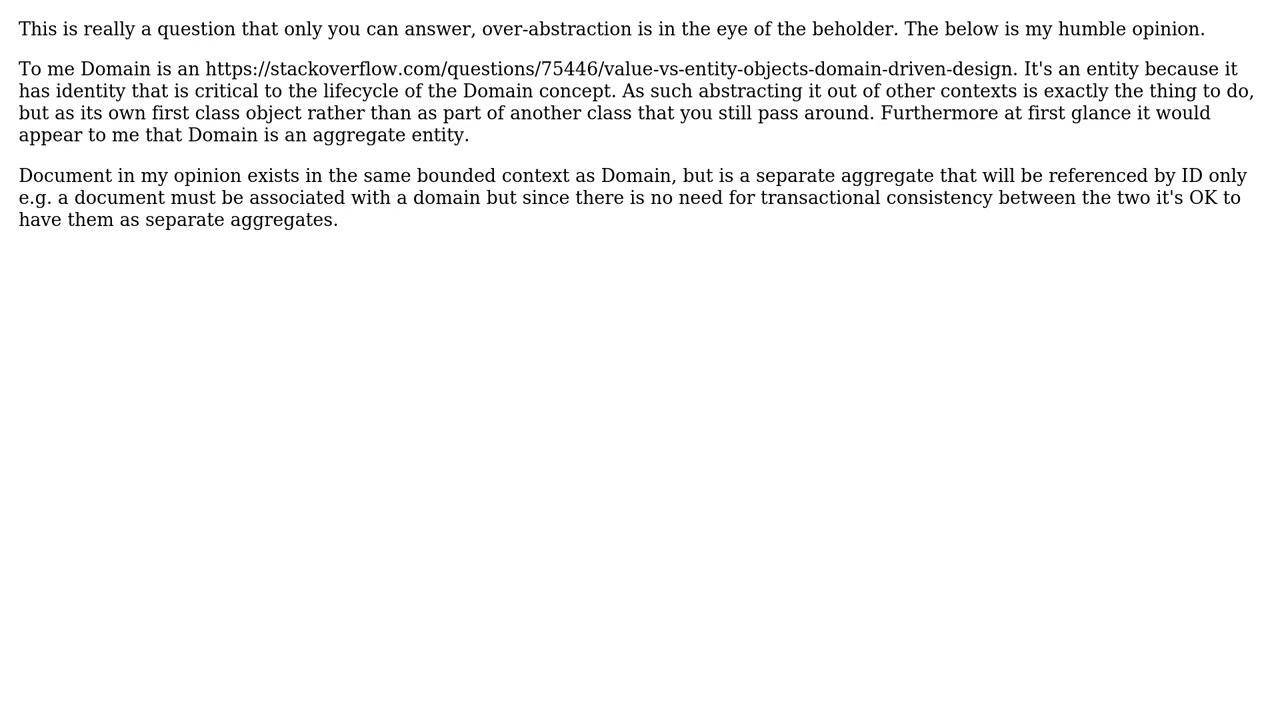 This is really a question that only you can answer, over-abstraction is in the eye of the beholder. The below is my humble opinion.
To me Domain is an https://stackoverflow.com/questions/75446/value-vs-entity-objects-domain-driven-design. It's an entity because it
has identity that is critical to the lifecycle of the Domain concept. As such abstracting it out of other contexts is exactly the thing to do,
but as its own first class object rather than as part of another class that you still pass around. Furthermore at first glance it would
appear to me that Domain is an aggregate entity.
Document in my opinion exists in the same bounded context as Domain, but is a separate aggregate that will be referenced by ID only
e.g. a document must be associated with a domain but since there is no need for transactional consistency between the two it's OK to
have them as separate aggregates.